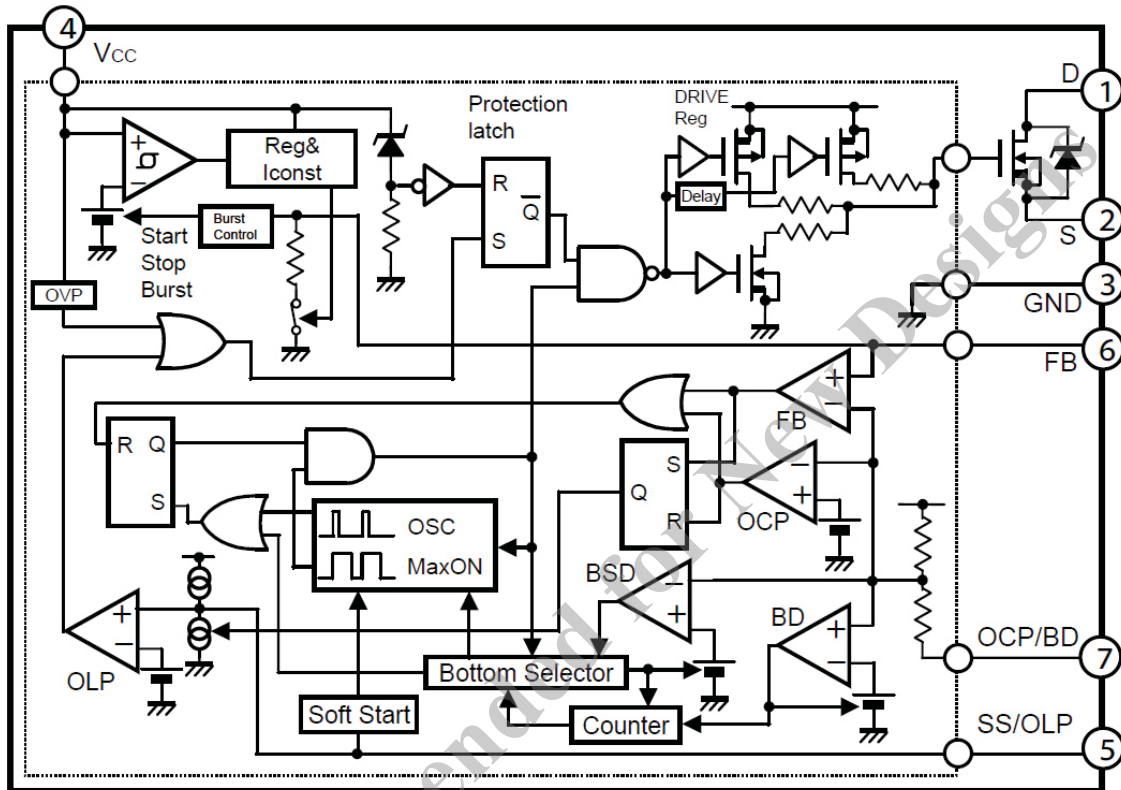 4
VCC
D
1
Protection
latch
DRIVE
Reg
+
−
Reg&
Iconst
R
Q
S
Delay
2
S
Burst
Control
Start
Stop
Burst
OVP
3
GND
6
FB
+
−
FB
R
Q
S
S
Q
R
−
+
OCP
OSC
MaxON
BSD
−
+
BD
+
−
OCP/BD
7
+
−
OLP
Bottom Selector
Soft Start
Counter
SS/OLP
5
ended for New Designs